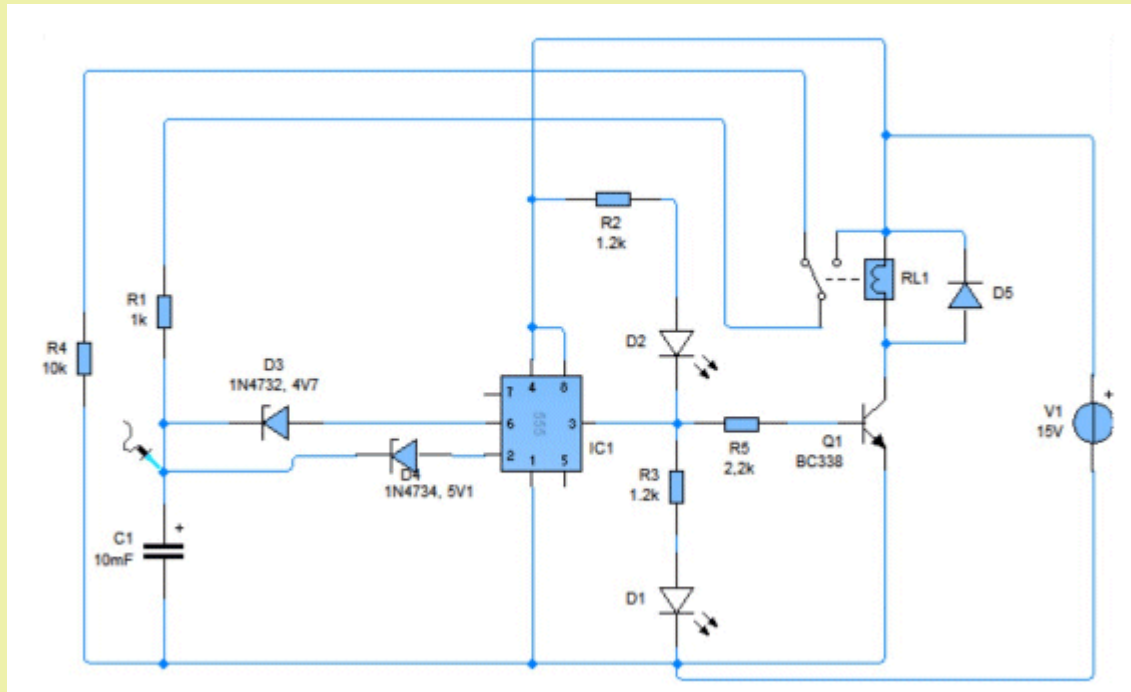 R2
1.2k
RL1
D5
R1
1k
R4
10k
D2
D3
1N4732, 4V7
4
8
7
6
555
3
2
1
5
IC1
V1
15V
+
Q1
BC338
R5
2,2k
R3
1.2k
D4
1N4734, 5V1
C1
10mF
+
D1